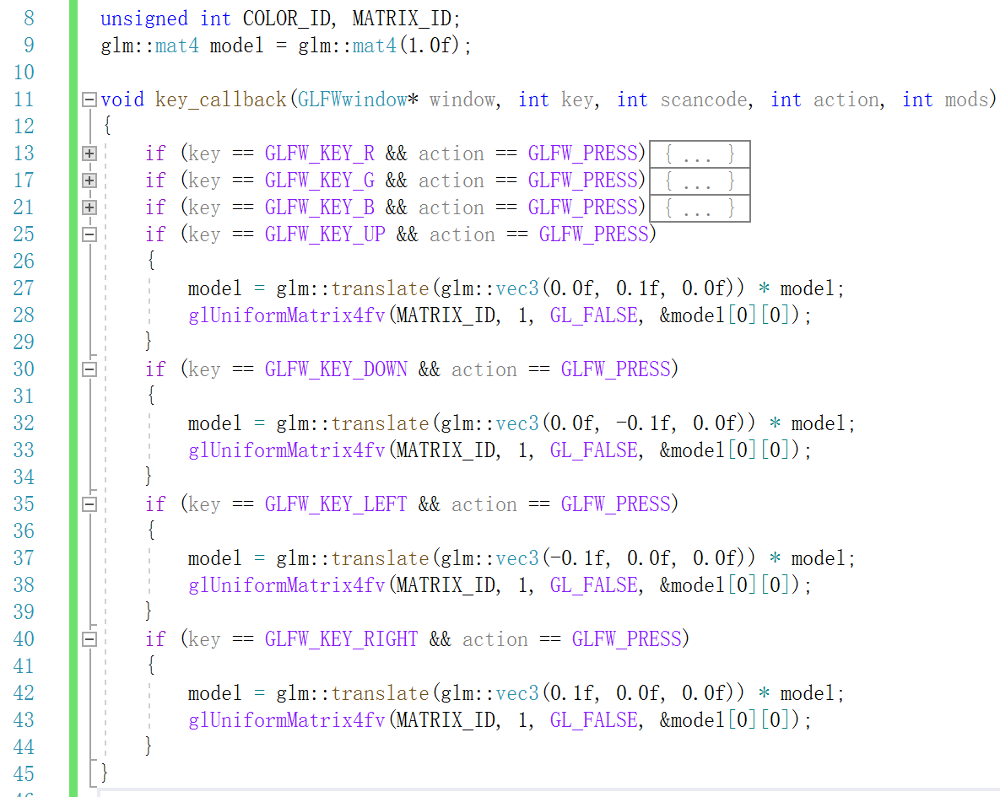 8 unsigned int COLOR_ID, MATRIX_ID;
9 glm::mat4 model = glm::mat4(1.0f);
10
11 void key_callback(GLFWwindow* window, int key, int scancode, int action, int mods)
12 {
13 if (key == GLFW_KEY_R && action == GLFW_PRESS) { ... }
17 if (key == GLFW_KEY_G && action == GLFW_PRESS) { ... }
21 if (key == GLFW_KEY_B && action == GLFW_PRESS) { ... }
25 if (key == GLFW_KEY_UP && action == GLFW_PRESS)
26 {
27 model = glm::translate(glm::vec3(0.0f, 0.1f, 0.0f)) * model;
28 glUniformMatrix4fv(MATRIX_ID, 1, GL_FALSE, &model[0][0]);
29 }
30 if (key == GLFW_KEY_DOWN && action == GLFW_PRESS)
31 {
32 model = glm::translate(glm::vec3(0.0f, -0.1f, 0.0f)) * model;
33 glUniformMatrix4fv(MATRIX_ID, 1, GL_FALSE, &model[0][0]);
34 }
35 if (key == GLFW_KEY_LEFT && action == GLFW_PRESS)
36 {
37 model = glm::translate(glm::vec3(-0.1f, 0.0f, 0.0f)) * model;
38 glUniformMatrix4fv(MATRIX_ID, 1, GL_FALSE, &model[0][0]);
39 }
40 if (key == GLFW_KEY_RIGHT && action == GLFW_PRESS)
41 {
42 model = glm::translate(glm::vec3(0.1f, 0.0f, 0.0f)) * model;
43 glUniformMatrix4fv(MATRIX_ID, 1, GL_FALSE, &model[0][0]);
44 }
45 }